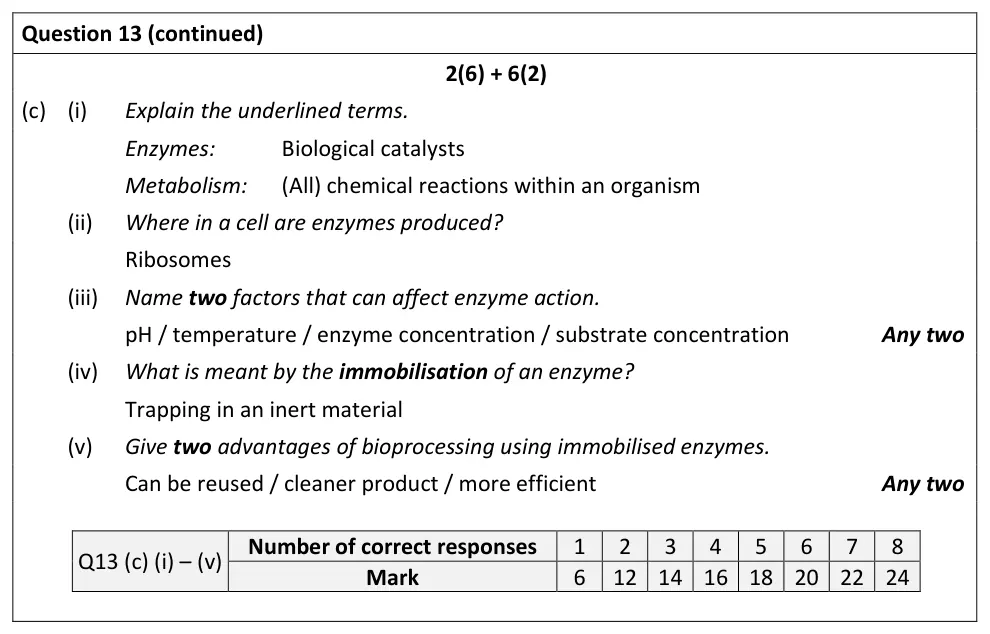 Question 13 (continued)
2(6) + 6(2)
(c) (i) Explain the underlined terms.
Enzymes: Biological catalysts
Metabolism: (All) chemical reactions within an organism
(ii) Where in a cell are enzymes produced?
Ribosomes
(iii) Name two factors that can affect enzyme action.
pH / temperature / enzyme concentration / substrate concentration Any two
(iv) What is meant by the immobilisation of an enzyme?
Trapping in an inert material
(v) Give two advantages of bioprocessing using immobilised enzymes.
Can be reused / cleaner product / more efficient Any two
Q13 (c) (i) – (v) Number of correct responses 1 2 3 4 5 6 7 8
Mark 6 12 14 16 18 20 22 24